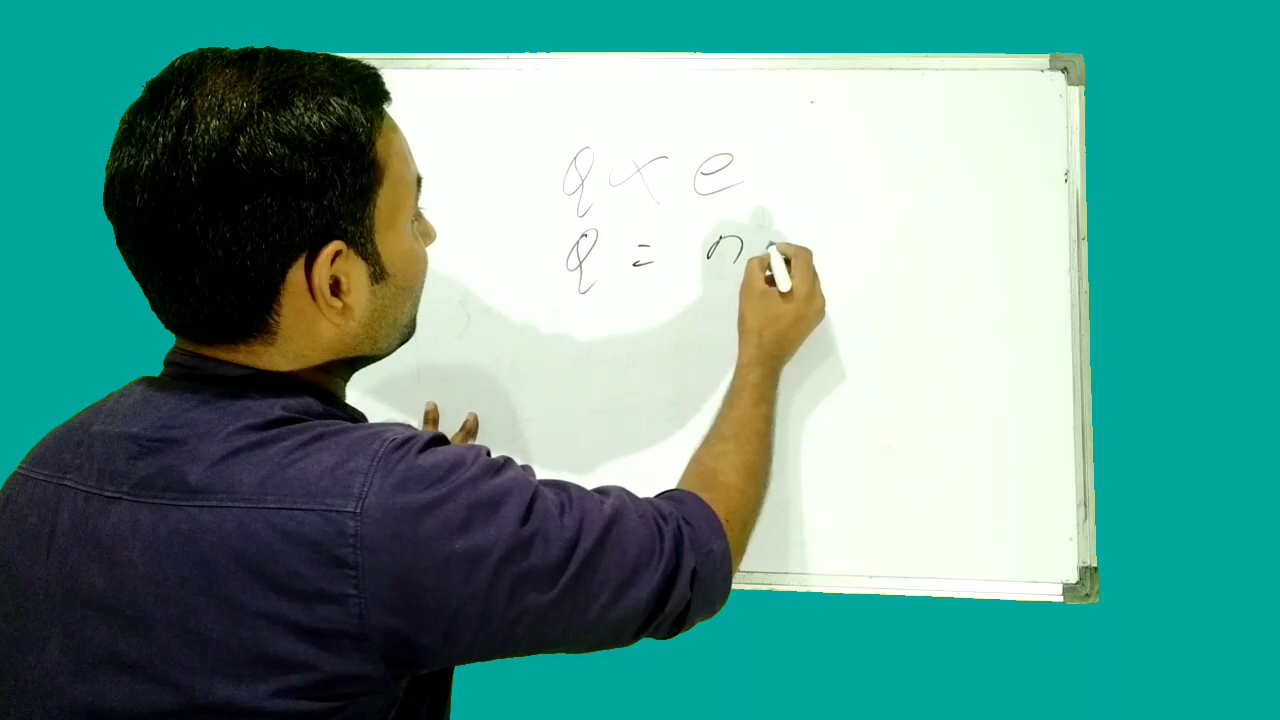 q ∝ e
q = n